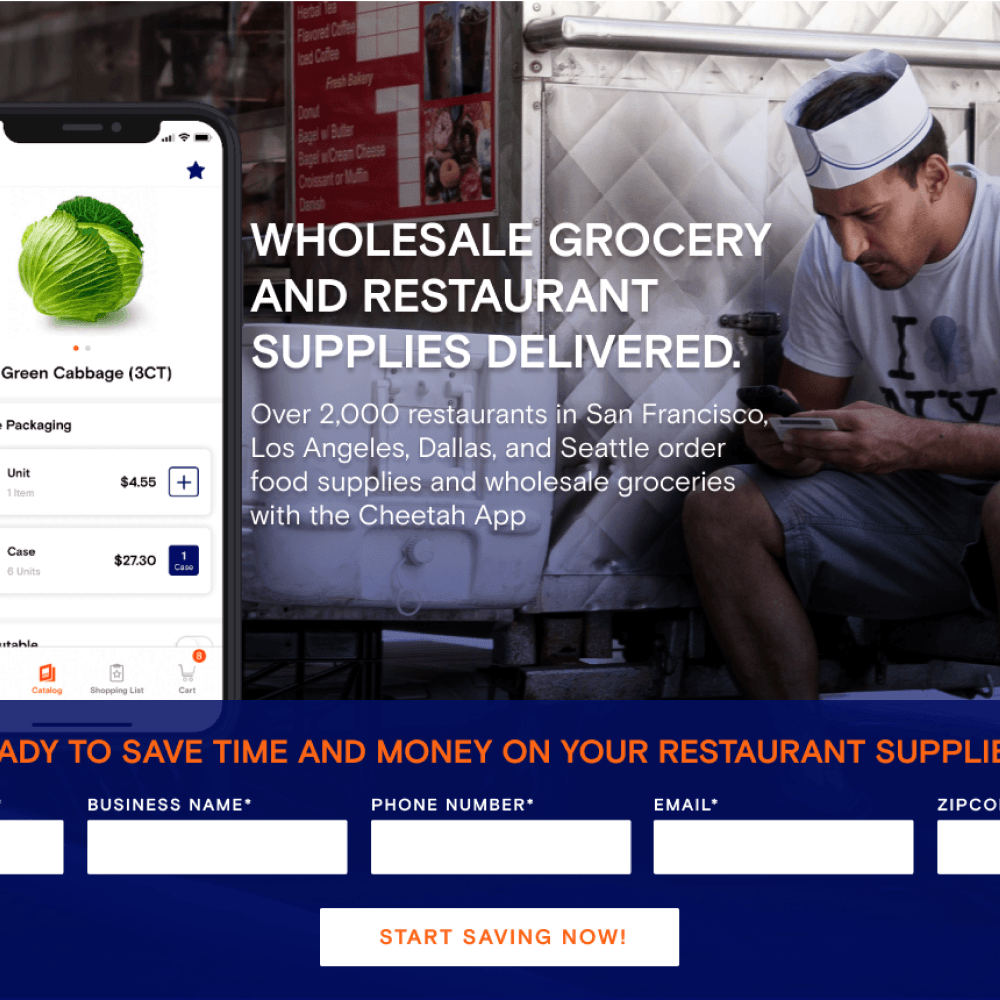 Herbal Tea
Flavored Coffee
Iced Coffee
Fresh Bakery
Donut
Bagel w/ Butter
Bagel w/Cream Cheese
Croissant or Muffin
Danish
WHOLESALE GROCERY
AND RESTAURANT
SUPPLIES DELIVERED.
Over 2,000 restaurants in San Francisco,
Los Angeles, Dallas, and Seattle order
food supplies and wholesale groceries
with the Cheetah App
I
NY
Green Cabbage (3CT)
Packaging
Unit
1 Item
$4.55
+
Case
6 Units
$27.30
1
Case
8
Catalog
Shopping List
Cart
ADY TO SAVE TIME AND MONEY ON YOUR RESTAURANT SUPPLIE
*
BUSINESS NAME*
PHONE NUMBER*
EMAIL*
ZIPCO
START SAVING NOW!